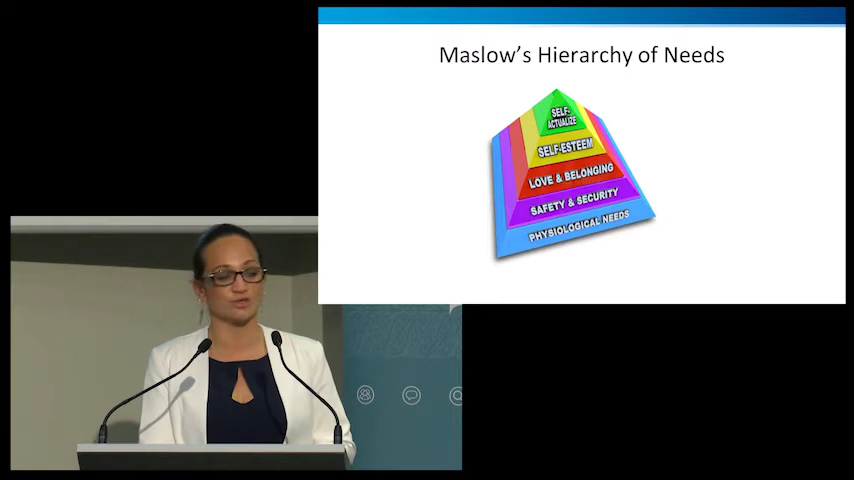 Maslow's Hierarchy of Needs
SELF-
ACTUALIZE
SELF-ESTEEM
LOVE & BELONGING
SAFETY & SECURITY
PHYSIOLOGICAL NEEDS